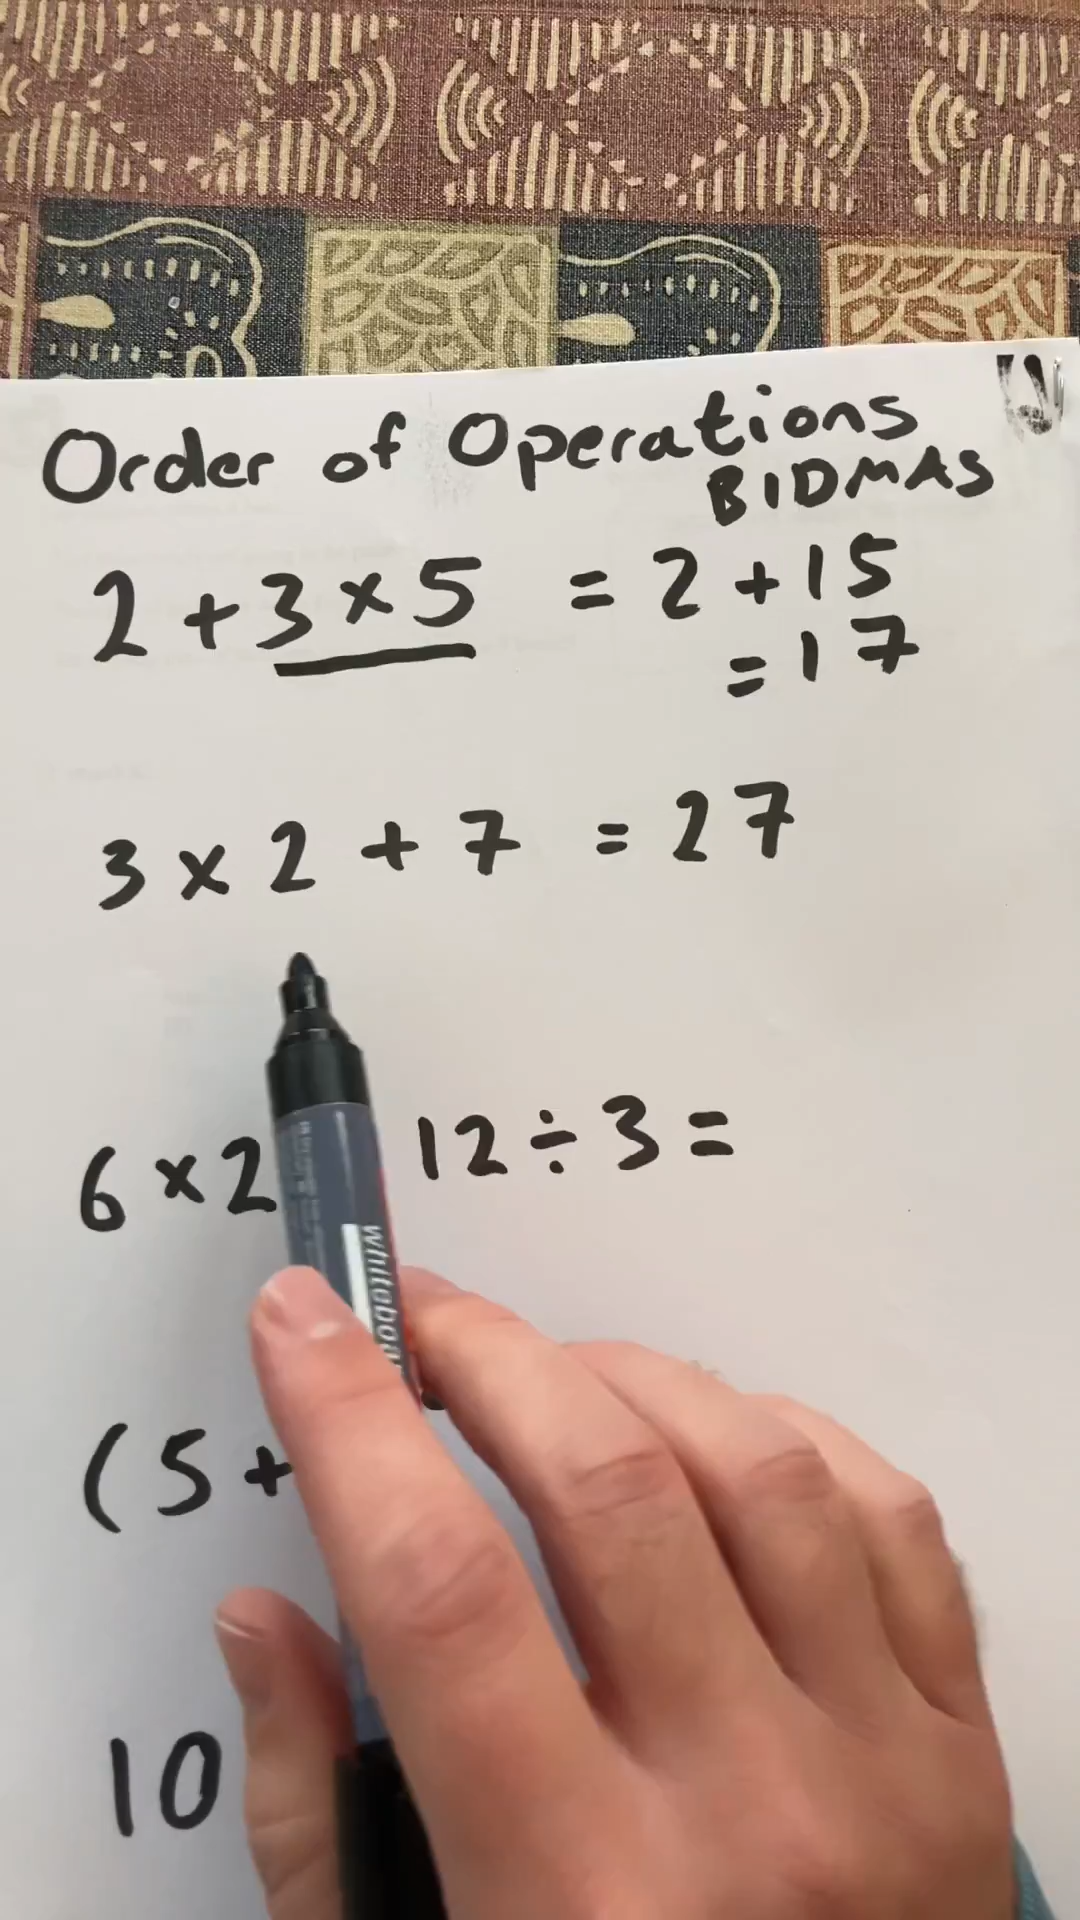 Order of Operations
BIDMAS
2 + 3 × 5 = 2 + 15
= 17
3 × 2 + 7 = 27
6 × 2 12 ÷ 3 =
( 5 +
10